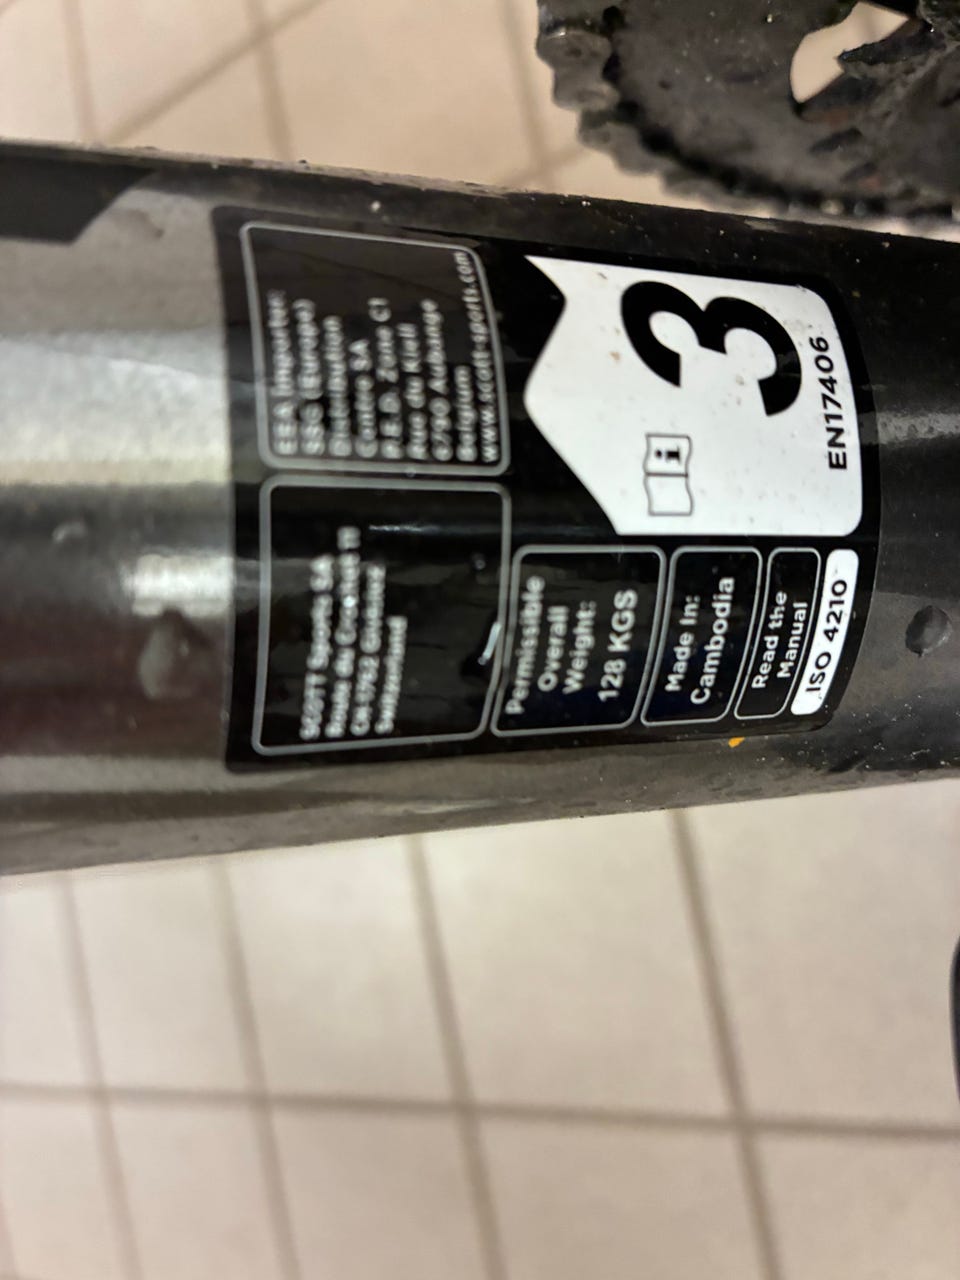 EEA Importer:
SSG (Europe)
Distribution
Centre SA
P.E.D. Zone C1
Rue du Kiell
6790 Aubange
Belgium
www.scott-sports.com
3
EN17406
SCOTT Sports SA
Route du Crochet 11
CH-1762 Givisiez
Switzerland
Permissible
Overall
Weight:
128 KGS
Made In:
Cambodia
Read the
Manual
ISO 4210